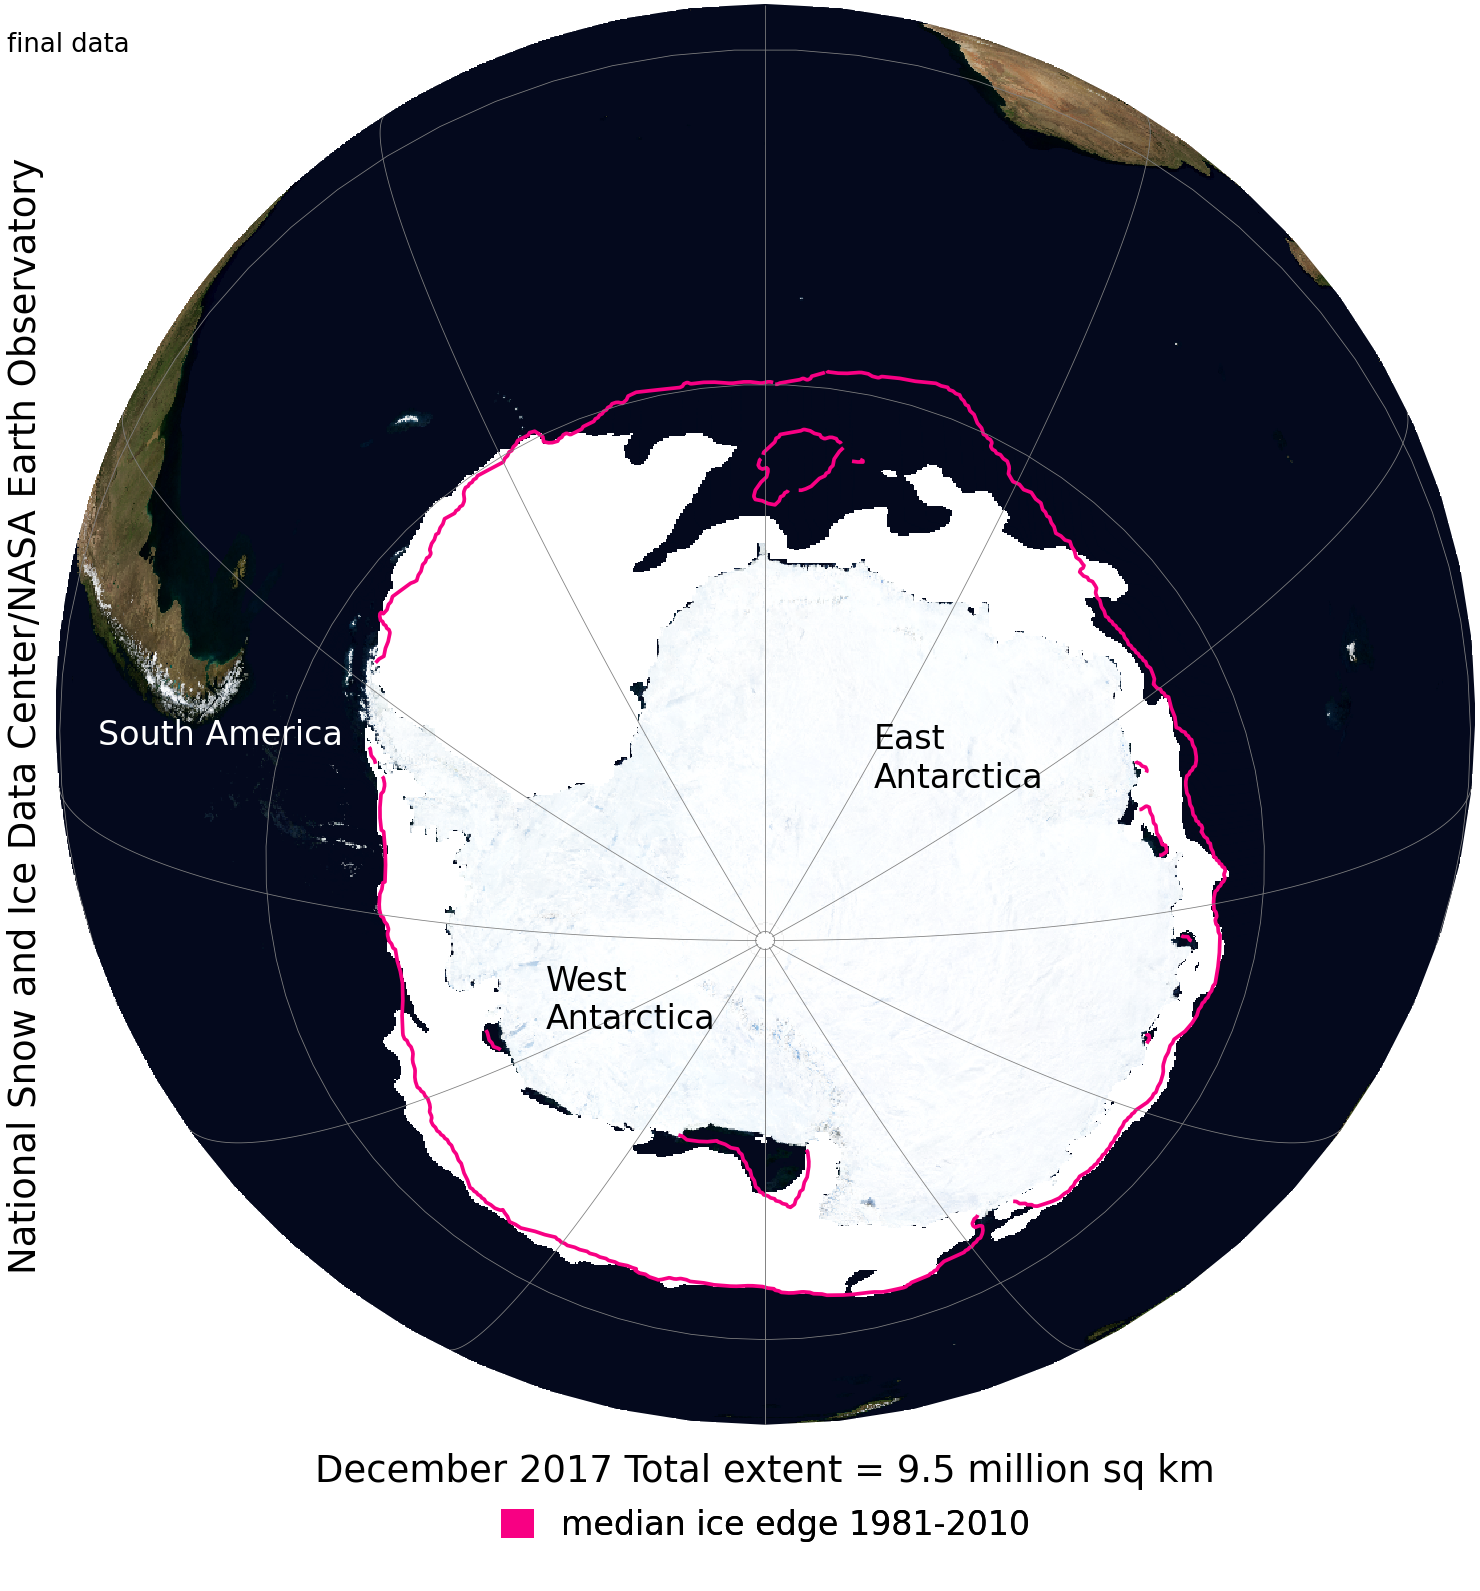 final data
National Snow and Ice Data Center/NASA Earth Observatory
South America
East
Antarctica
West
Antarctica
December 2017 Total extent = 9.5 million sq km
median ice edge 1981-2010